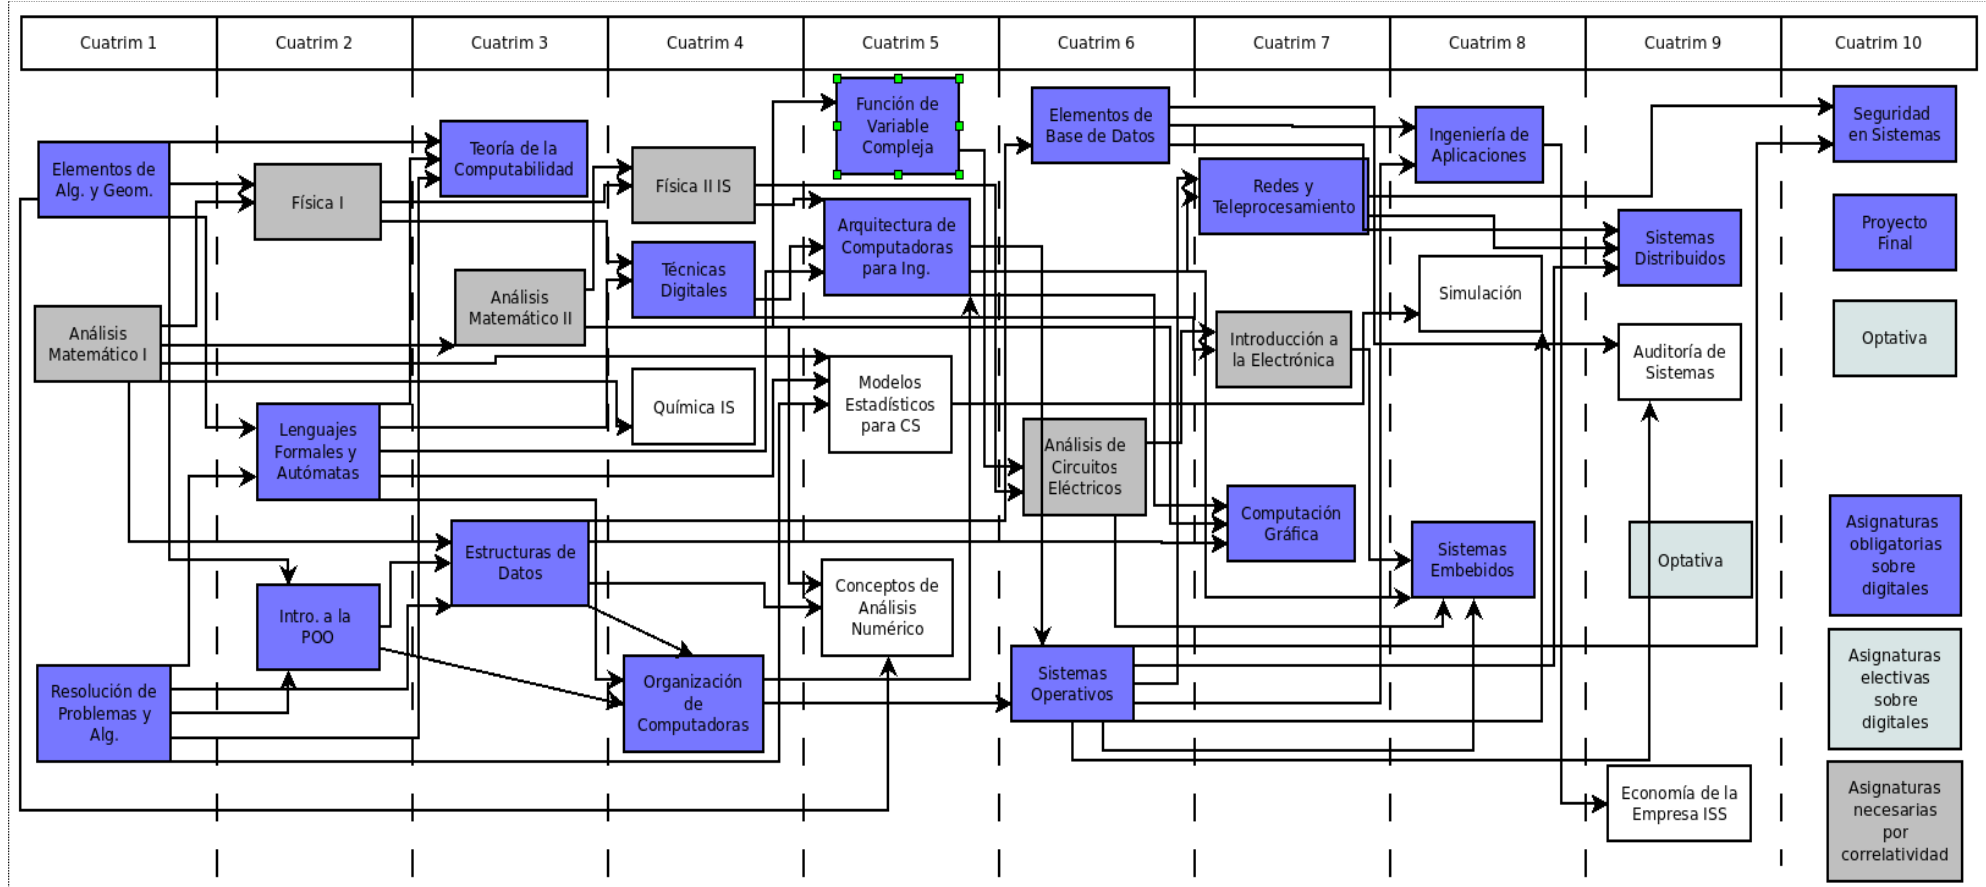 Cuatrim 1
Cuatrim 2
Cuatrim 3
Cuatrim 4
Cuatrim 5
Cuatrim 6
Cuatrim 7
Cuatrim 8
Cuatrim 9
Cuatrim 10
Elementos de
Alg. y Geom.
Análisis
Matemático I
Resolución de
Problemas y
Alg.
Física I
Lenguajes
Formales y
Autómatas
Intro. a la
POO
Teoría de la
Computabilidad
Análisis
Matemático II
Estructuras de
Datos
Física II IS
Técnicas
Digitales
Química IS
Organización
de
Computadoras
Función de
Variable
Compleja
Arquitectura de
Computadoras
para Ing.
Modelos
Estadísticos
para CS
Conceptos de
Análisis
Numérico
Elementos de
Base de Datos
Análisis de
Circuitos
Eléctricos
Sistemas
Operativos
Redes y
Teleprocesamiento
Introducción a
la Electrónica
Computación
Gráfica
Ingeniería de
Aplicaciones
Simulación
Sistemas
Embebidos
Sistemas
Distribuidos
Auditoría de
Sistemas
Optativa
Economía de la
Empresa ISS
Seguridad
en Sistemas
Proyecto
Final
Optativa
Asignaturas
obligatorias
sobre
digitales
Asignaturas
electivas
sobre
digitales
Asignaturas
necesarias
por
correlatividad